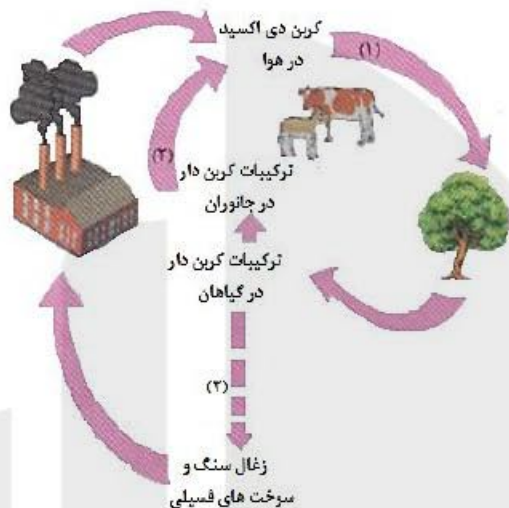 کربن دی اکسید
در هوا
(۱)
(۲)
ترکیبات کربن دار
در جانوران
ترکیبات کربن دار
در گیاهان
(۳)
زغال سنگ و
سوخت های فسیلی